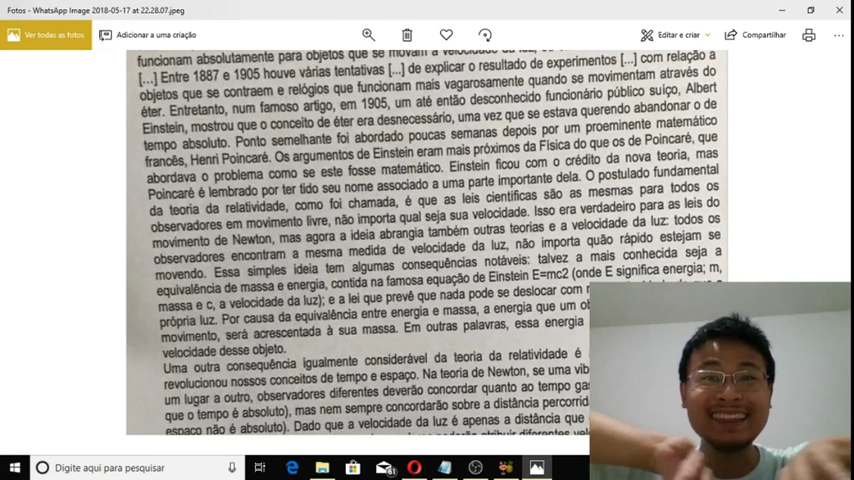 Fotos - WhatsApp Image 2018-05-17 at 22.28.07.jpeg
Ver todas as fotos
Adicionar a uma criação
Editar e criar
Compartilhar
funcionam absolutamente para objetos que se movam a velocidade da luz,
[...] Entre 1887 e 1905 houve várias tentativas [...] de explicar o resultado de experimentos [...] com relação a
objetos que se contraem e relógios que funcionam mais vagarosamente quando se movimentam através do
éter. Entretanto, num famoso artigo, em 1905, um até então desconhecido funcionário público suíço, Albert
Einstein, mostrou que o conceito de éter era desnecessário, uma vez que se estava querendo abandonar o de
tempo absoluto. Ponto semelhante foi abordado poucas semanas depois por um proeminente matemático
francês, Henri Poincaré. Os argumentos de Einstein eram mais próximos da Física do que os de Poincaré, que
abordava o problema como se este fosse matemático. Einstein ficou com o crédito da nova teoria, mas
Poincaré é lembrado por ter tido seu nome associado a uma parte importante dela. O postulado fundamental
da teoria da relatividade, como foi chamada, é que as leis científicas são as mesmas para todos os
observadores em movimento livre, não importa qual seja sua velocidade. Isso era verdadeiro para as leis do
movimento de Newton, mas agora a ideia abrangia também outras teorias e a velocidade da luz: todos os
observadores encontram a mesma medida de velocidade da luz, não importa quão rápido estejam se
movendo. Essa simples ideia tem algumas consequências notáveis: talvez a mais conhecida seja a
equivalência de massa e energia, contida na famosa equação de Einstein E=mc2 (onde E significa energia; m,
massa e c, a velocidade da luz); e a lei que prevê que nada pode se deslocar com
própria luz. Por causa da equivalência entre energia e massa, a energia que um
movimento, será acrescentada à sua massa. Em outras palavras, essa energia
velocidade desse objeto.
Uma outra consequência igualmente considerável da teoria da relatividade é
revolucionou nossos conceitos de tempo e espaço. Na teoria de Newton, se uma
um lugar a outro, observadores diferentes deverão concordar quanto ao tempo
que o tempo é absoluto), mas nem sempre concordarão sobre a distância
espaço não é absoluto). Dado que a velocidade da luz é apenas a distância que
atribuir diferentes
Digite aqui para pesquisar
61